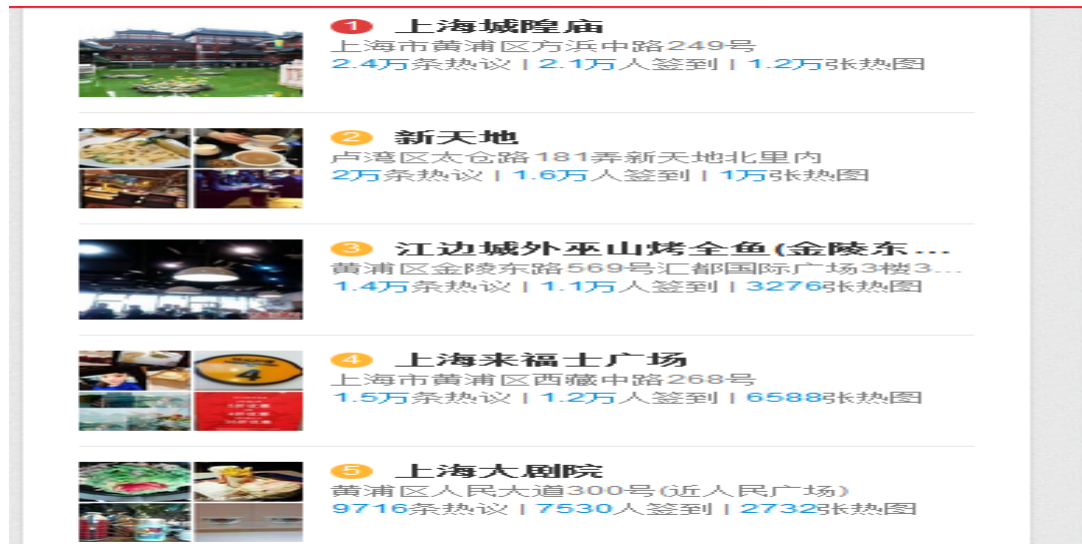 1 上海城隍庙
上海市黄浦区方浜中路249号
2.4万条热议 | 2.1万人签到 | 1.2万张热图
2 新天地
卢湾区太仓路181弄新天地北里内
2万条热议 | 1.6万人签到 | 1万张热图
3 江边城外巫山烤全鱼(金陵东...
黄浦区金陵东路569号汇都国际广场3楼3...
1.4万条热议 | 1.1万人签到 | 3276张热图
4 上海来福士广场
上海市黄浦区西藏中路268号
1.5万条热议 | 1.2万人签到 | 6588张热图
5 上海大剧院
黄浦区人民大道300号(近人民广场)
9716条热议 | 7530人签到 | 2732张热图